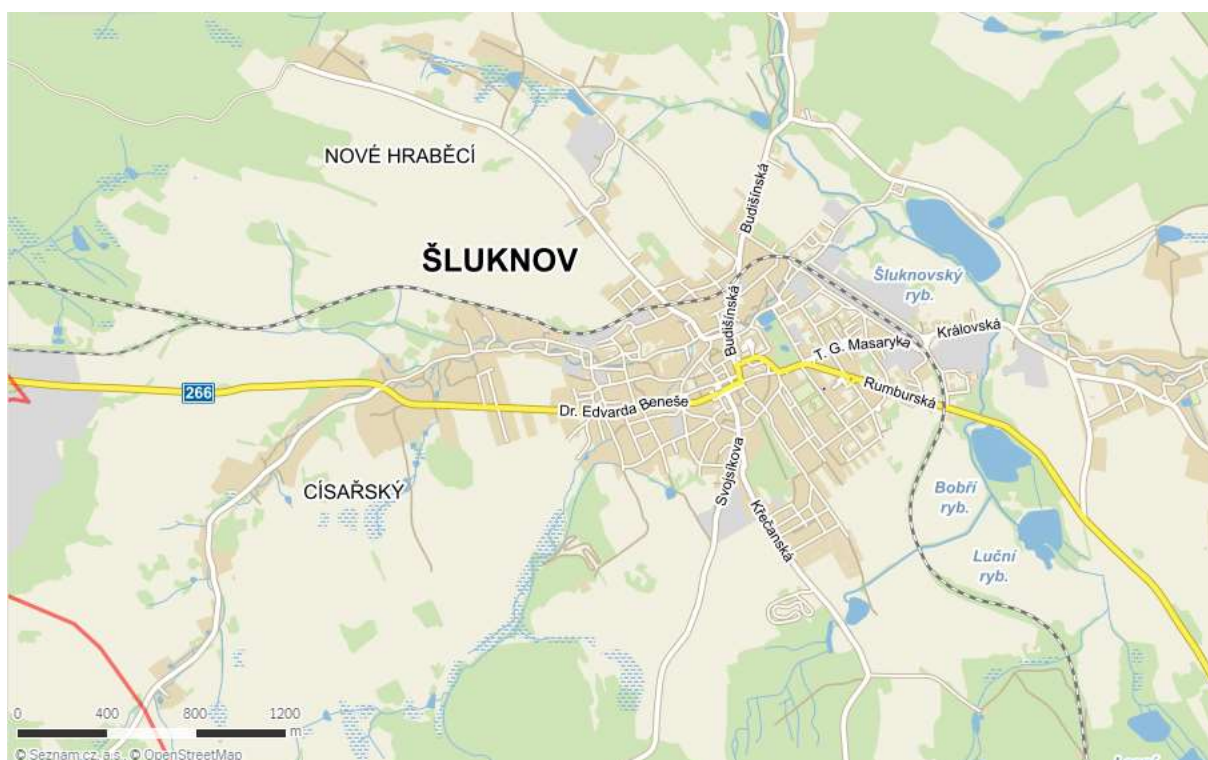 NOVÉ HRABĚCÍ
Budišínská
ŠLUKNOV
Šluknovský
ryb.
Budišínská
Královská
T. G. Masaryka
266
Rumburská
Dr. Edvarda Beneše
Svojsíkova
CÍSAŘSKÝ
Křečanská
Bobří
ryb.
Luční
ryb.
0 400 800 1200
m
© Seznam.cz, a.s., © OpenStreetMap